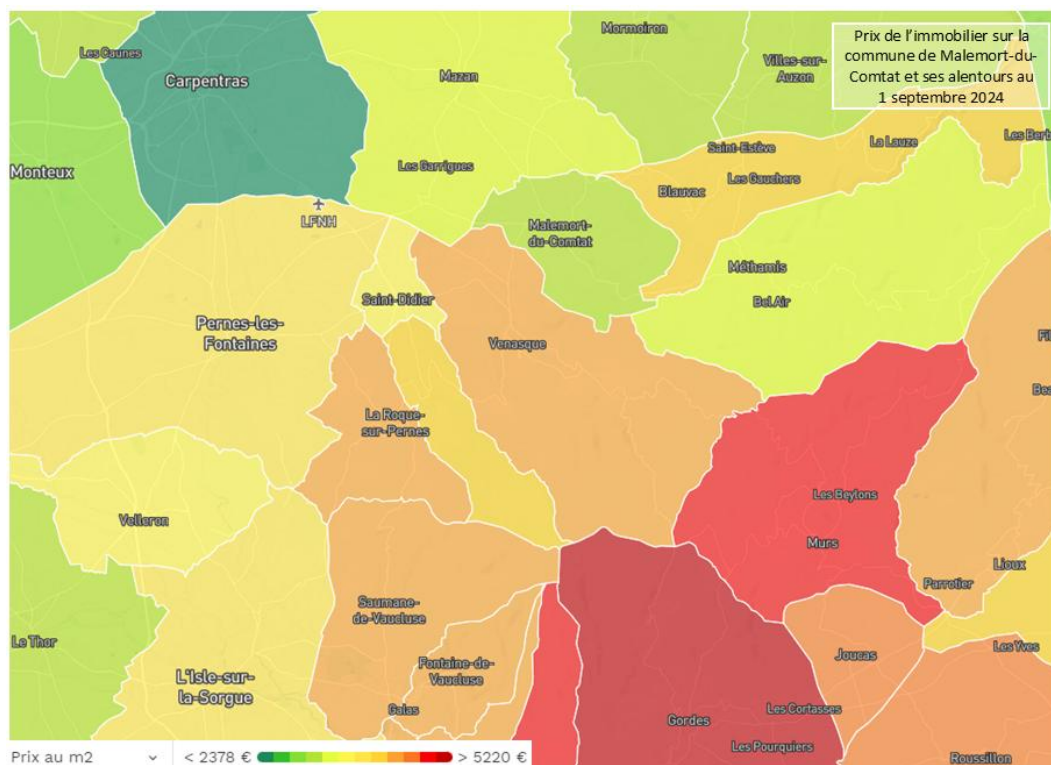 Prix de l'immobilier sur la
commune de Malemort-du-
Comtat et ses alentours au
1 septembre 2024
Mormoiron
Les Caunes
Villes-sur-
Auzon
Carpentras
Mazan
La Lauze
Les Ber
Saint-Estève
Les Garrigues
Monteux
Les Gauchers
Blauvac
LFNH
Malemort-
du-Comtat
Méthamis
Bel Air
Saint-Didier
Pernes-les-
Fontaines
Venasque
Fi
Bea
La Roque-
sur-Pernes
Les Beylons
Velleron
Murs
Lioux
Parrotier
Saumane-
de-Vaucluse
Le Thor
Les Yves
Joucas
Fontaine-de-
Vaucluse
L'Isle-sur-
la-Sorgue
Galas
Les Cortasses
Gordes
Les Pourquiers
Roussillon
Prix au m2
< 2378 €
> 5220 €